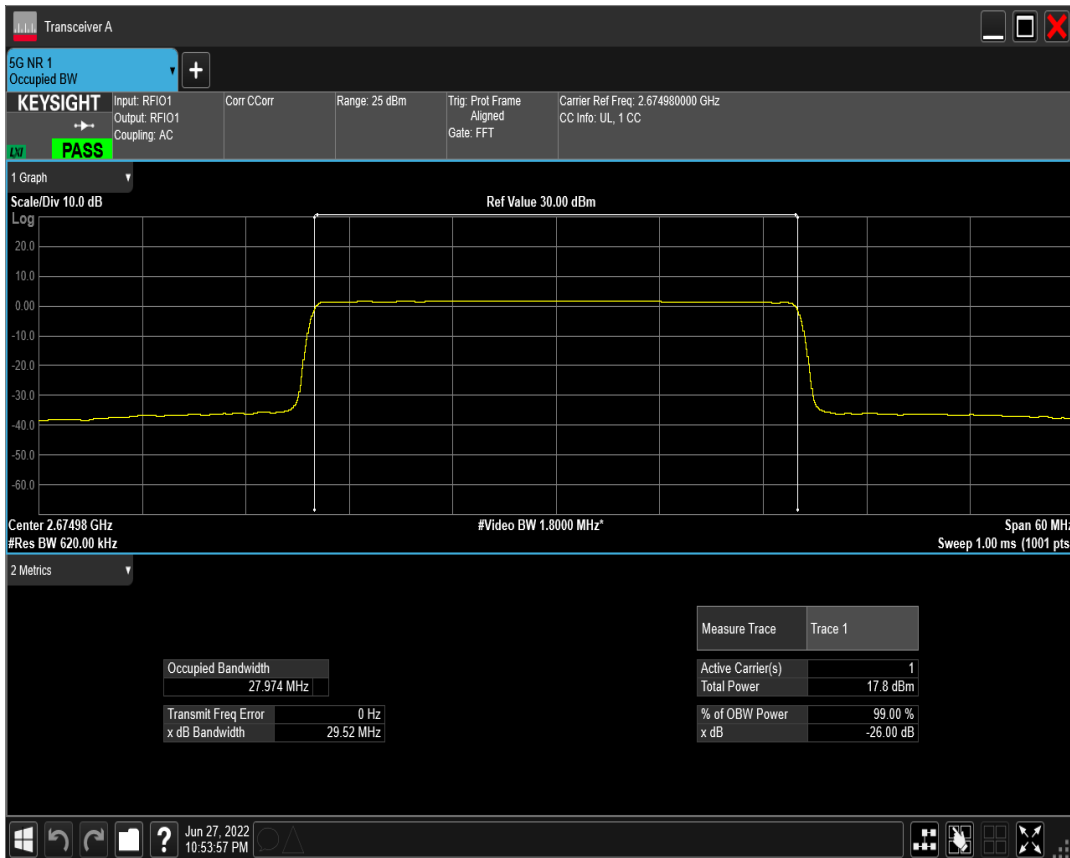 Transceiver A
5G NR 1
Occupied BW
+
KEYSIGHT
Input: RFIO1
Output: RFIO1
Coupling: AC
Corr CCorr
Range: 25 dBm
Trig: Prot Frame
Aligned
Gate: FFT
Carrier Ref Freq: 2.674980000 GHz
CC Info: UL, 1 CC
LXI
PASS
1 Graph
Scale/Div 10.0 dB
Ref Value 30.00 dBm
Log
20.0
10.0
0.00
-10.0
-20.0
-30.0
-40.0
-50.0
-60.0
Center 2.67498 GHz
#Video BW 1.8000 MHz*
Span 60 MHz
#Res BW 620.00 kHz
Sweep 1.00 ms (1001 pts
2 Metrics
Measure Trace Trace 1
Occupied Bandwidth
27.974 MHz
Active Carrier(s) 1
Total Power 17.8 dBm
Transmit Freq Error 0 Hz
x dB Bandwidth 29.52 MHz
% of OBW Power 99.00 %
x dB -26.00 dB
?
Jun 27, 2022
10:53:57 PM